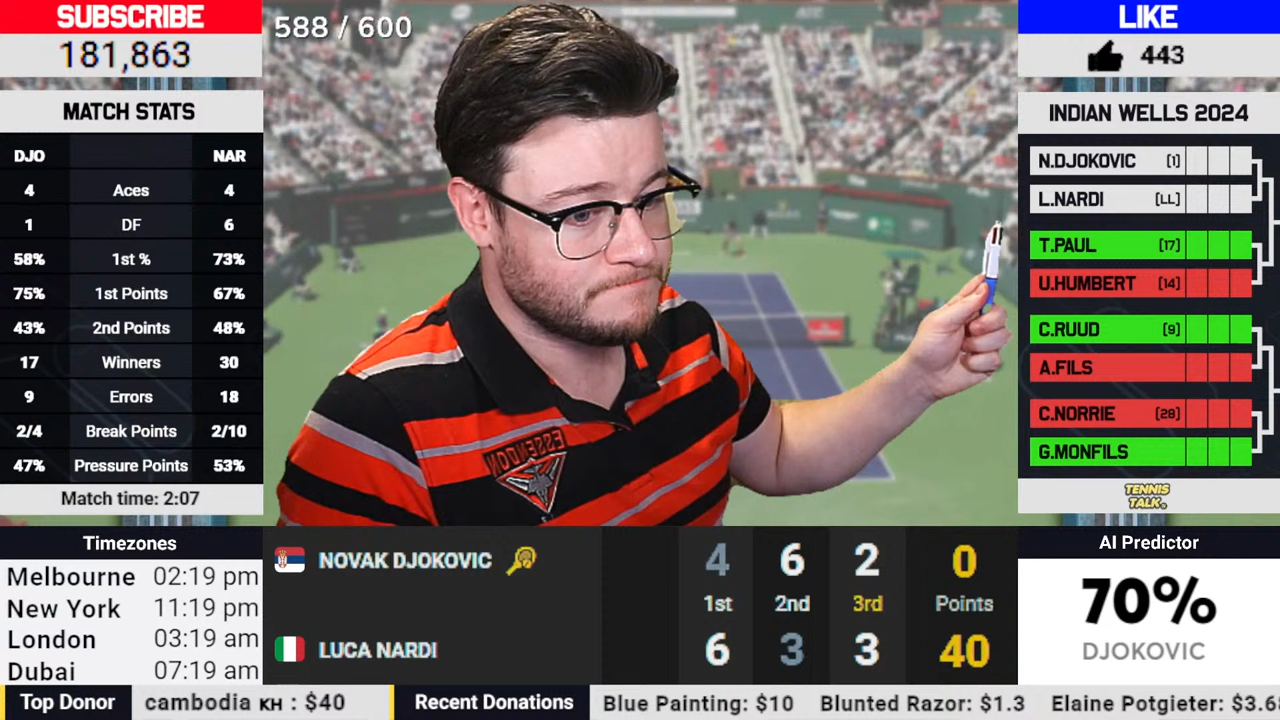 SUBSCRIBE
181,863
MATCH STATS
DJO NAR
4 Aces 4
1 DF 6
58% 1st % 73%
75% 1st Points 67%
43% 2nd Points 48%
17 Winners 30
9 Errors 18
2/4 Break Points 2/10
47% Pressure Points 53%
Match time: 2:07
Timezones
Melbourne 02:19 pm
New York 11:19 pm
London 03:19 am
Dubai 07:19 am
588 / 600
ESSENDON
LIKE
443
INDIAN WELLS 2024
N.DJOKOVIC [1]
L.NARDI [LL]
T.PAUL [17]
U.HUMBERT [14]
C.RUUD [9]
A.FILS
C.NORRIE [28]
G.MONFILS
TENNIS
TALK.
NOVAK DJOKOVIC 4 6 2 0
1st 2nd 3rd Points
LUCA NARDI 6 3 3 40
AI Predictor
70%
DJOKOVIC
Top Donor cambodia KH : $40 Recent Donations Blue Painting: $10 Blunted Razor: $1.3 Elaine Potgieter: $3.6